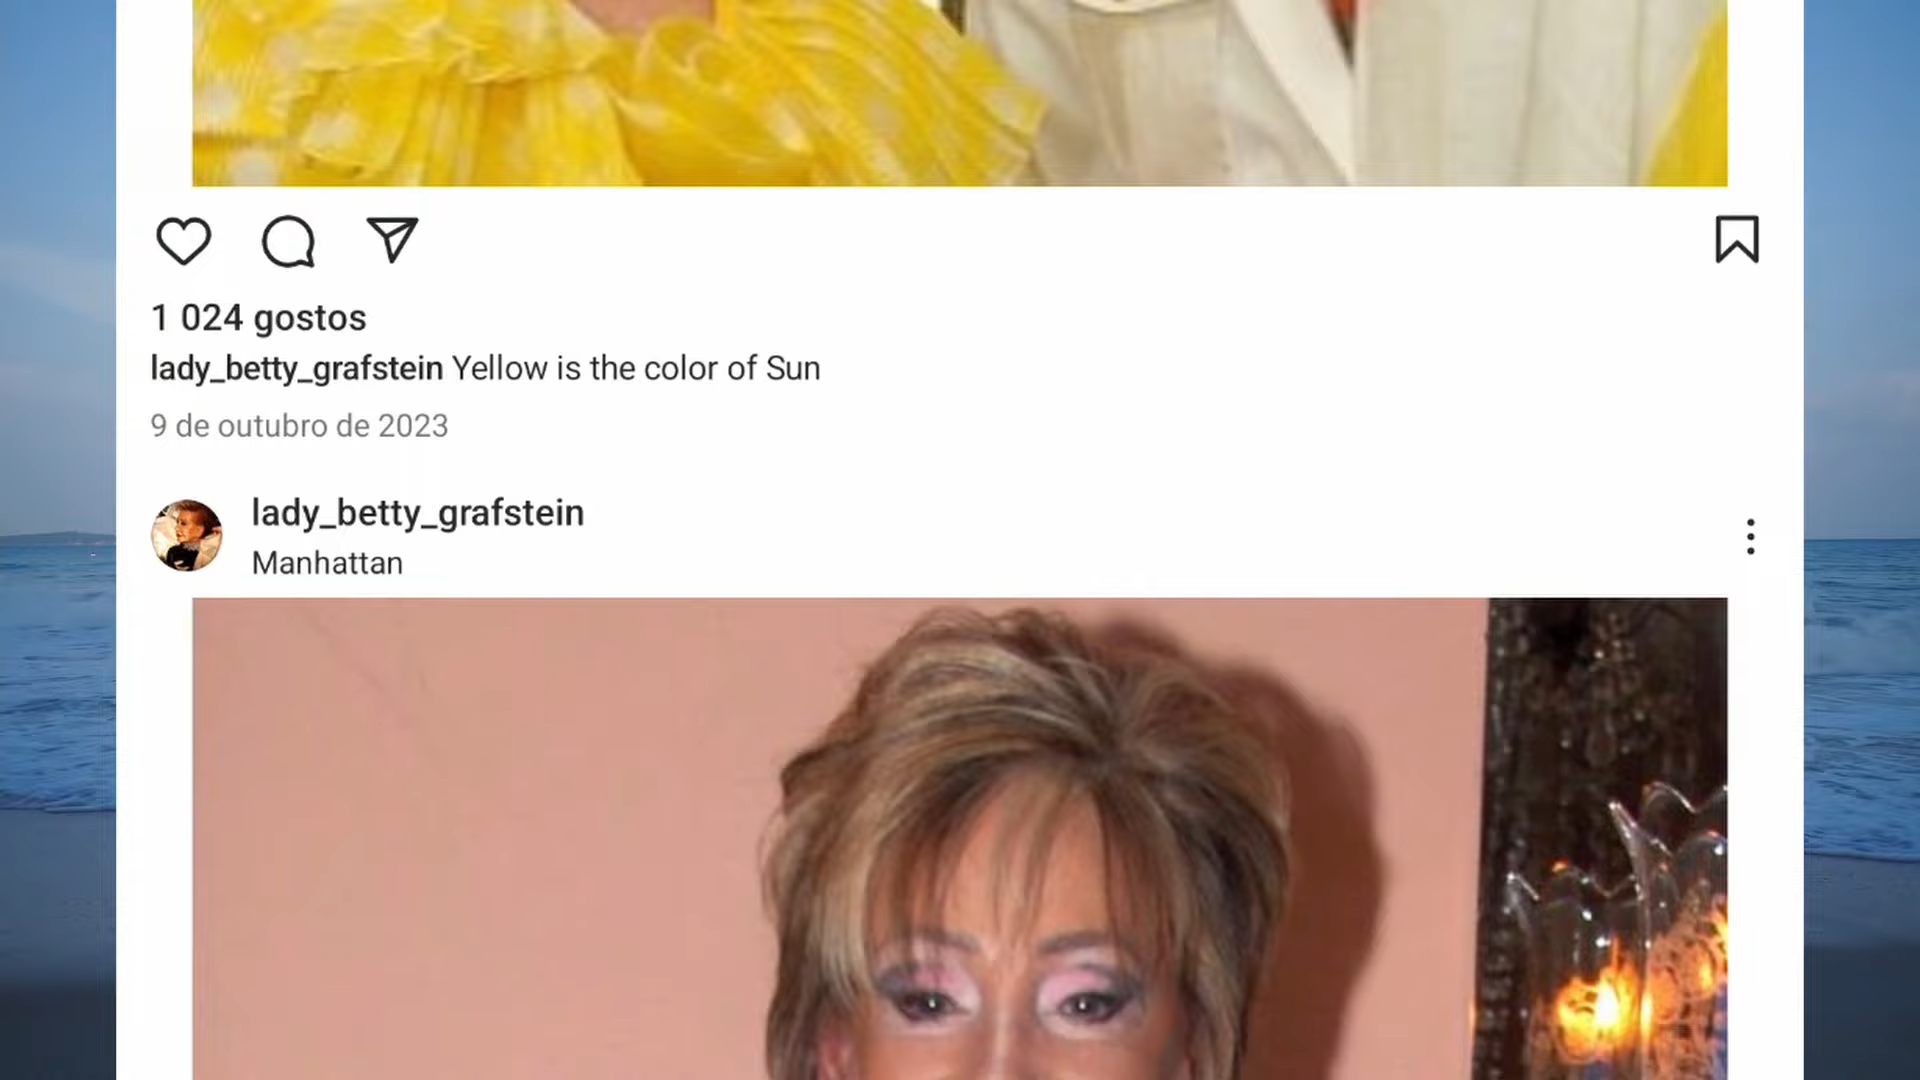 1 024 gostos
lady_betty_grafstein Yellow is the color of Sun
9 de outubro de 2023
lady_betty_grafstein
Manhattan